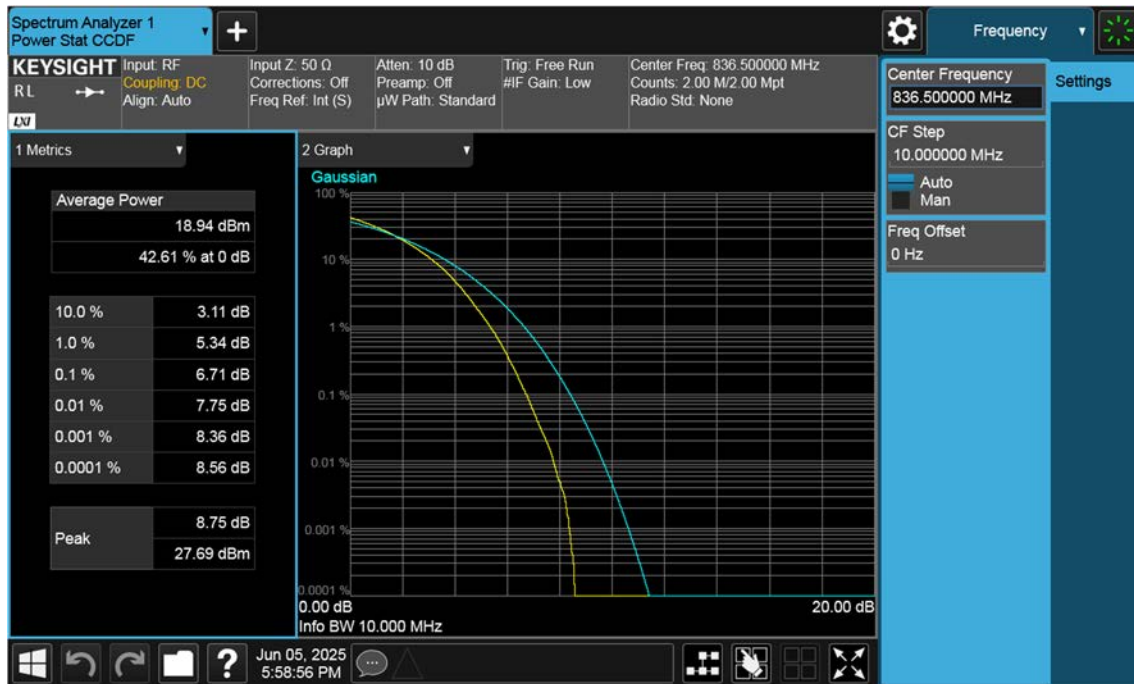 Spectrum Analyzer 1
Power Stat CCDF
+
Frequency
KEYSIGHT
RL
LXI
Input: RF
Coupling: DC
Align: Auto
Input Z: 50 Ω
Corrections: Off
Freq Ref: Int (S)
Atten: 10 dB
Preamp: Off
µW Path: Standard
Trig: Free Run
#IF Gain: Low
Center Freq: 836.500000 MHz
Counts: 2.00 M/2.00 Mpt
Radio Std: None
Center Frequency
836.500000 MHz
Settings
CF Step
10.000000 MHz
Auto
Man
Freq Offset
0 Hz
1 Metrics
Average Power
18.94 dBm
42.61 % at 0 dB
10.0 % 3.11 dB
1.0 % 5.34 dB
0.1 % 6.71 dB
0.01 % 7.75 dB
0.001 % 8.36 dB
0.0001 % 8.56 dB
Peak
8.75 dB
27.69 dBm
2 Graph
Gaussian
100 %
10 %
1 %
0.1 %
0.01 %
0.001 %
0.0001 %
0.00 dB 20.00 dB
Info BW 10.000 MHz
?
Jun 05, 2025
5:58:56 PM